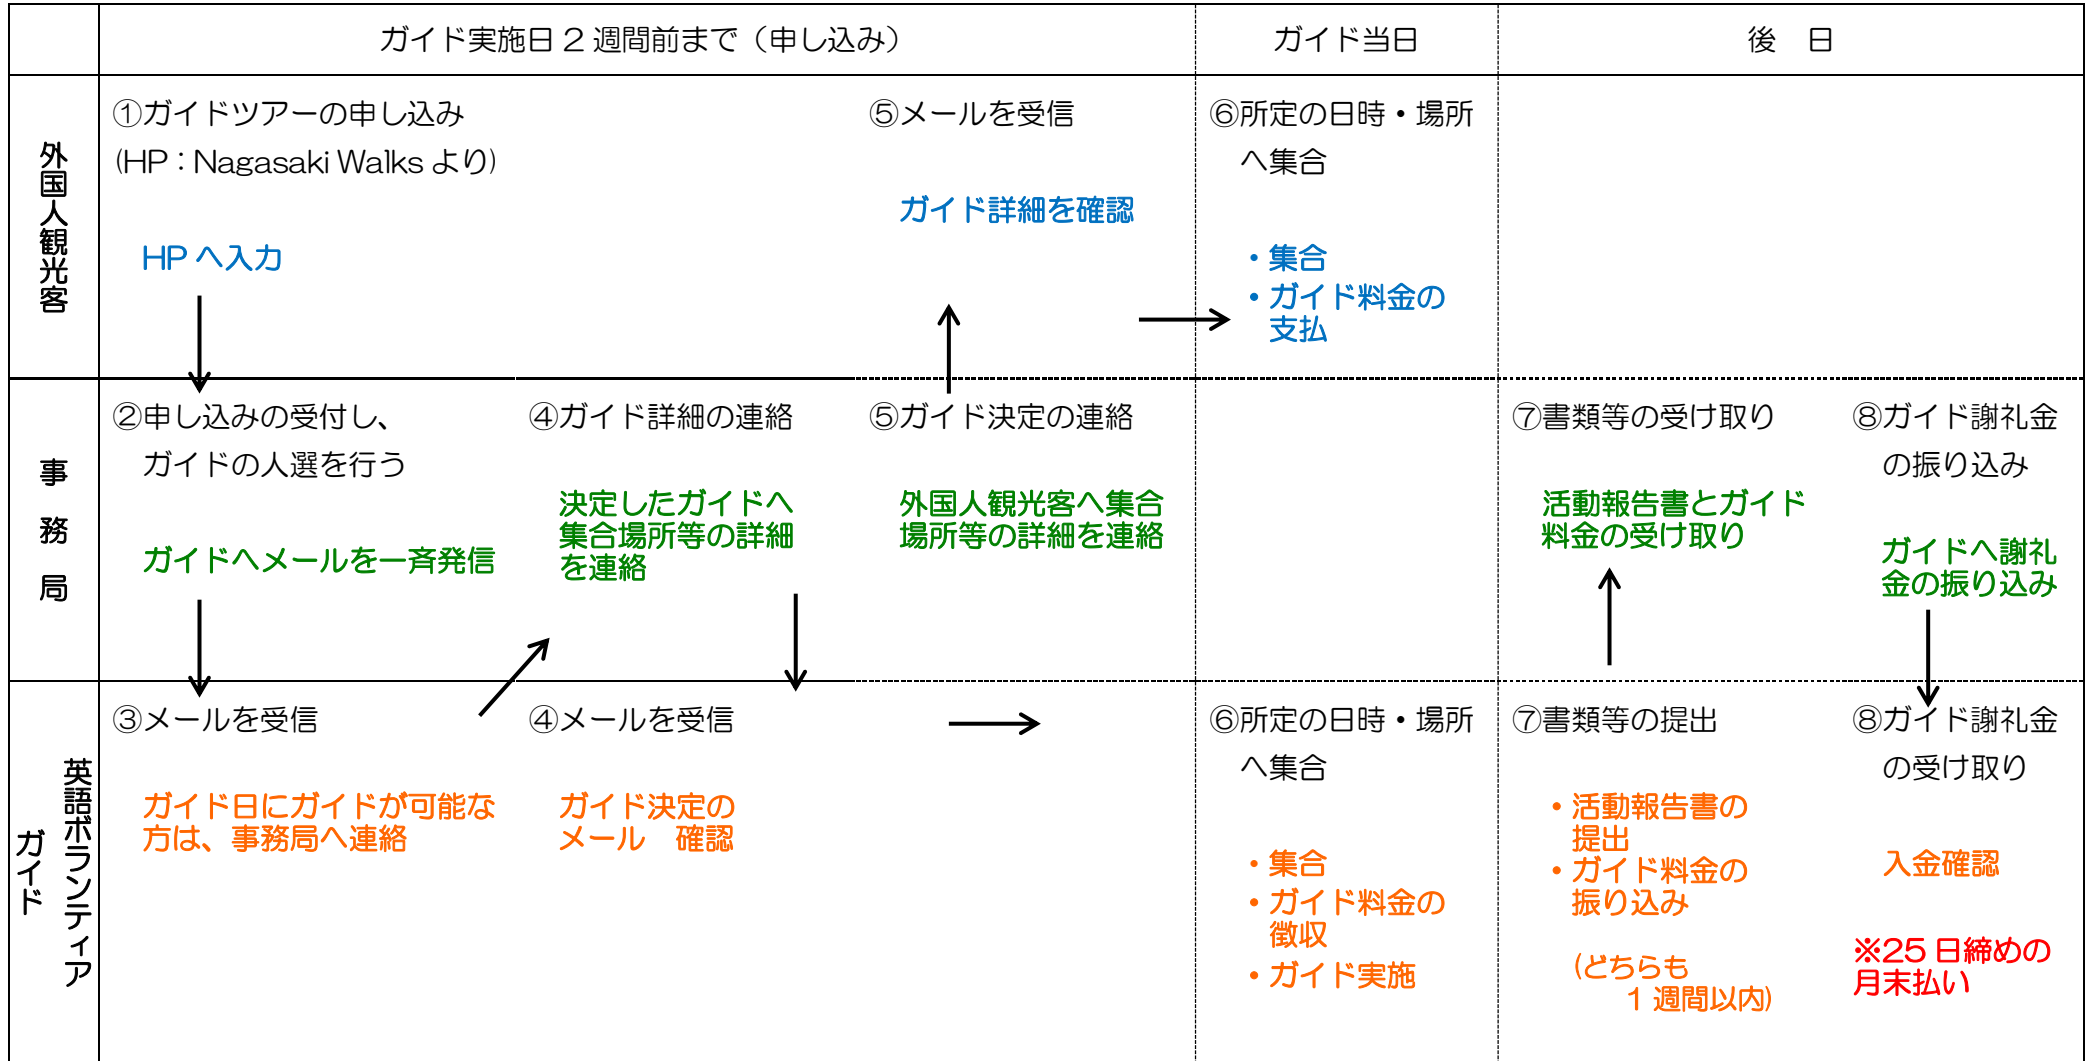 ガイド実施日2週間前まで（申し込み）
ガイド当日
後　日
外国人観光客
①ガイドツアーの申し込み
(HP：Nagasaki Walksより)
HPへ入力
⑤メールを受信
ガイド詳細を確認
⑥所定の日時・場所
へ集合
・集合
・ガイド料金の
支払
事務局
②申し込みの受付し、
ガイドの人選を行う
ガイドへメールを一斉発信
④ガイド詳細の連絡
決定したガイドへ
集合場所等の詳細
を連絡
⑤ガイド決定の連絡
外国人観光客へ集合
場所等の詳細を連絡
⑦書類等の受け取り
活動報告書とガイド
料金の受け取り
⑧ガイド謝礼金
の振り込み
ガイドへ謝礼
金の振り込み
英語ボランティア
ガイド
③メールを受信
ガイド日にガイドが可能な
方は、事務局へ連絡
④メールを受信
ガイド決定の
メール　確認
⑥所定の日時・場所
へ集合
・集合
・ガイド料金の
徴収
・ガイド実施
⑦書類等の提出
・活動報告書の
提出
・ガイド料金の
振り込み
(どちらも
1週間以内)
⑧ガイド謝礼金
の受け取り
入金確認
※25日締めの
月末払い